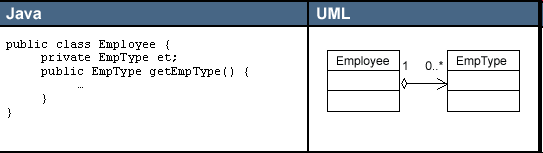 Java
UML
public class Employee {
private EmpType et;
public EmpType getEmpType() {
…
}
}
Employee
1
0..*
EmpType